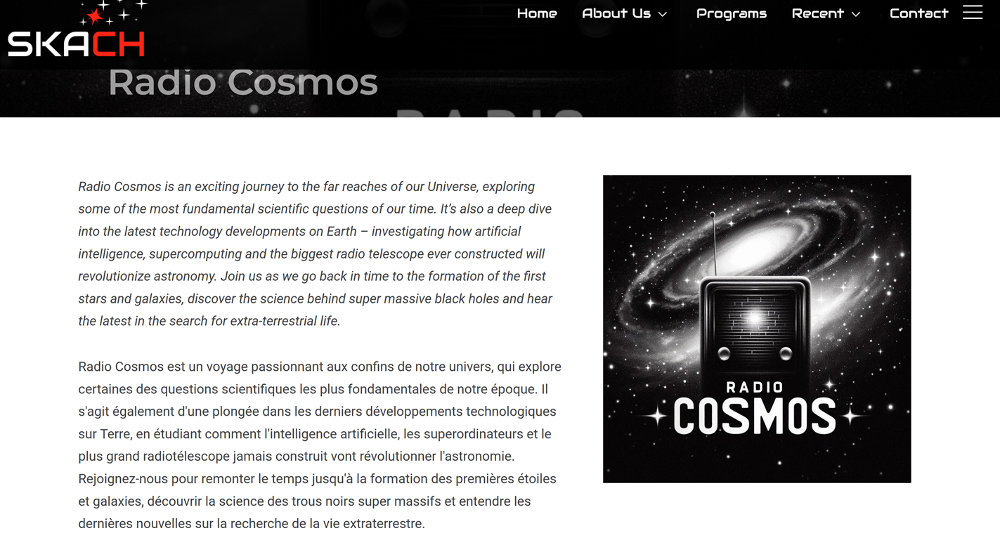 SKACH
Home About Us Programs Recent Contact
Radio Cosmos
RADIO
Radio Cosmos is an exciting journey to the far reaches of our Universe, exploring
some of the most fundamental scientific questions of our time. It’s also a deep dive
into the latest technology developments on Earth – investigating how artificial
intelligence, supercomputing and the biggest radio telescope ever constructed will
revolutionize astronomy. Join us as we go back in time to the formation of the first
stars and galaxies, discover the science behind super massive black holes and hear
the latest in the search for extra-terrestrial life.
Radio Cosmos est un voyage passionnant aux confins de notre univers, qui explore
certaines des questions scientifiques les plus fondamentales de notre époque. Il
s'agit également d'une plongée dans les derniers développements technologiques
sur Terre, en étudiant comment l'intelligence artificielle, les superordinateurs et le
plus grand radiotélescope jamais construit vont révolutionner l'astronomie.
Rejoignez-nous pour remonter le temps jusqu'à la formation des premières étoiles
et galaxies, découvrir la science des trous noirs super massifs et entendre les
dernières nouvelles sur la recherche de la vie extraterrestre.
RADIO
COSMOS